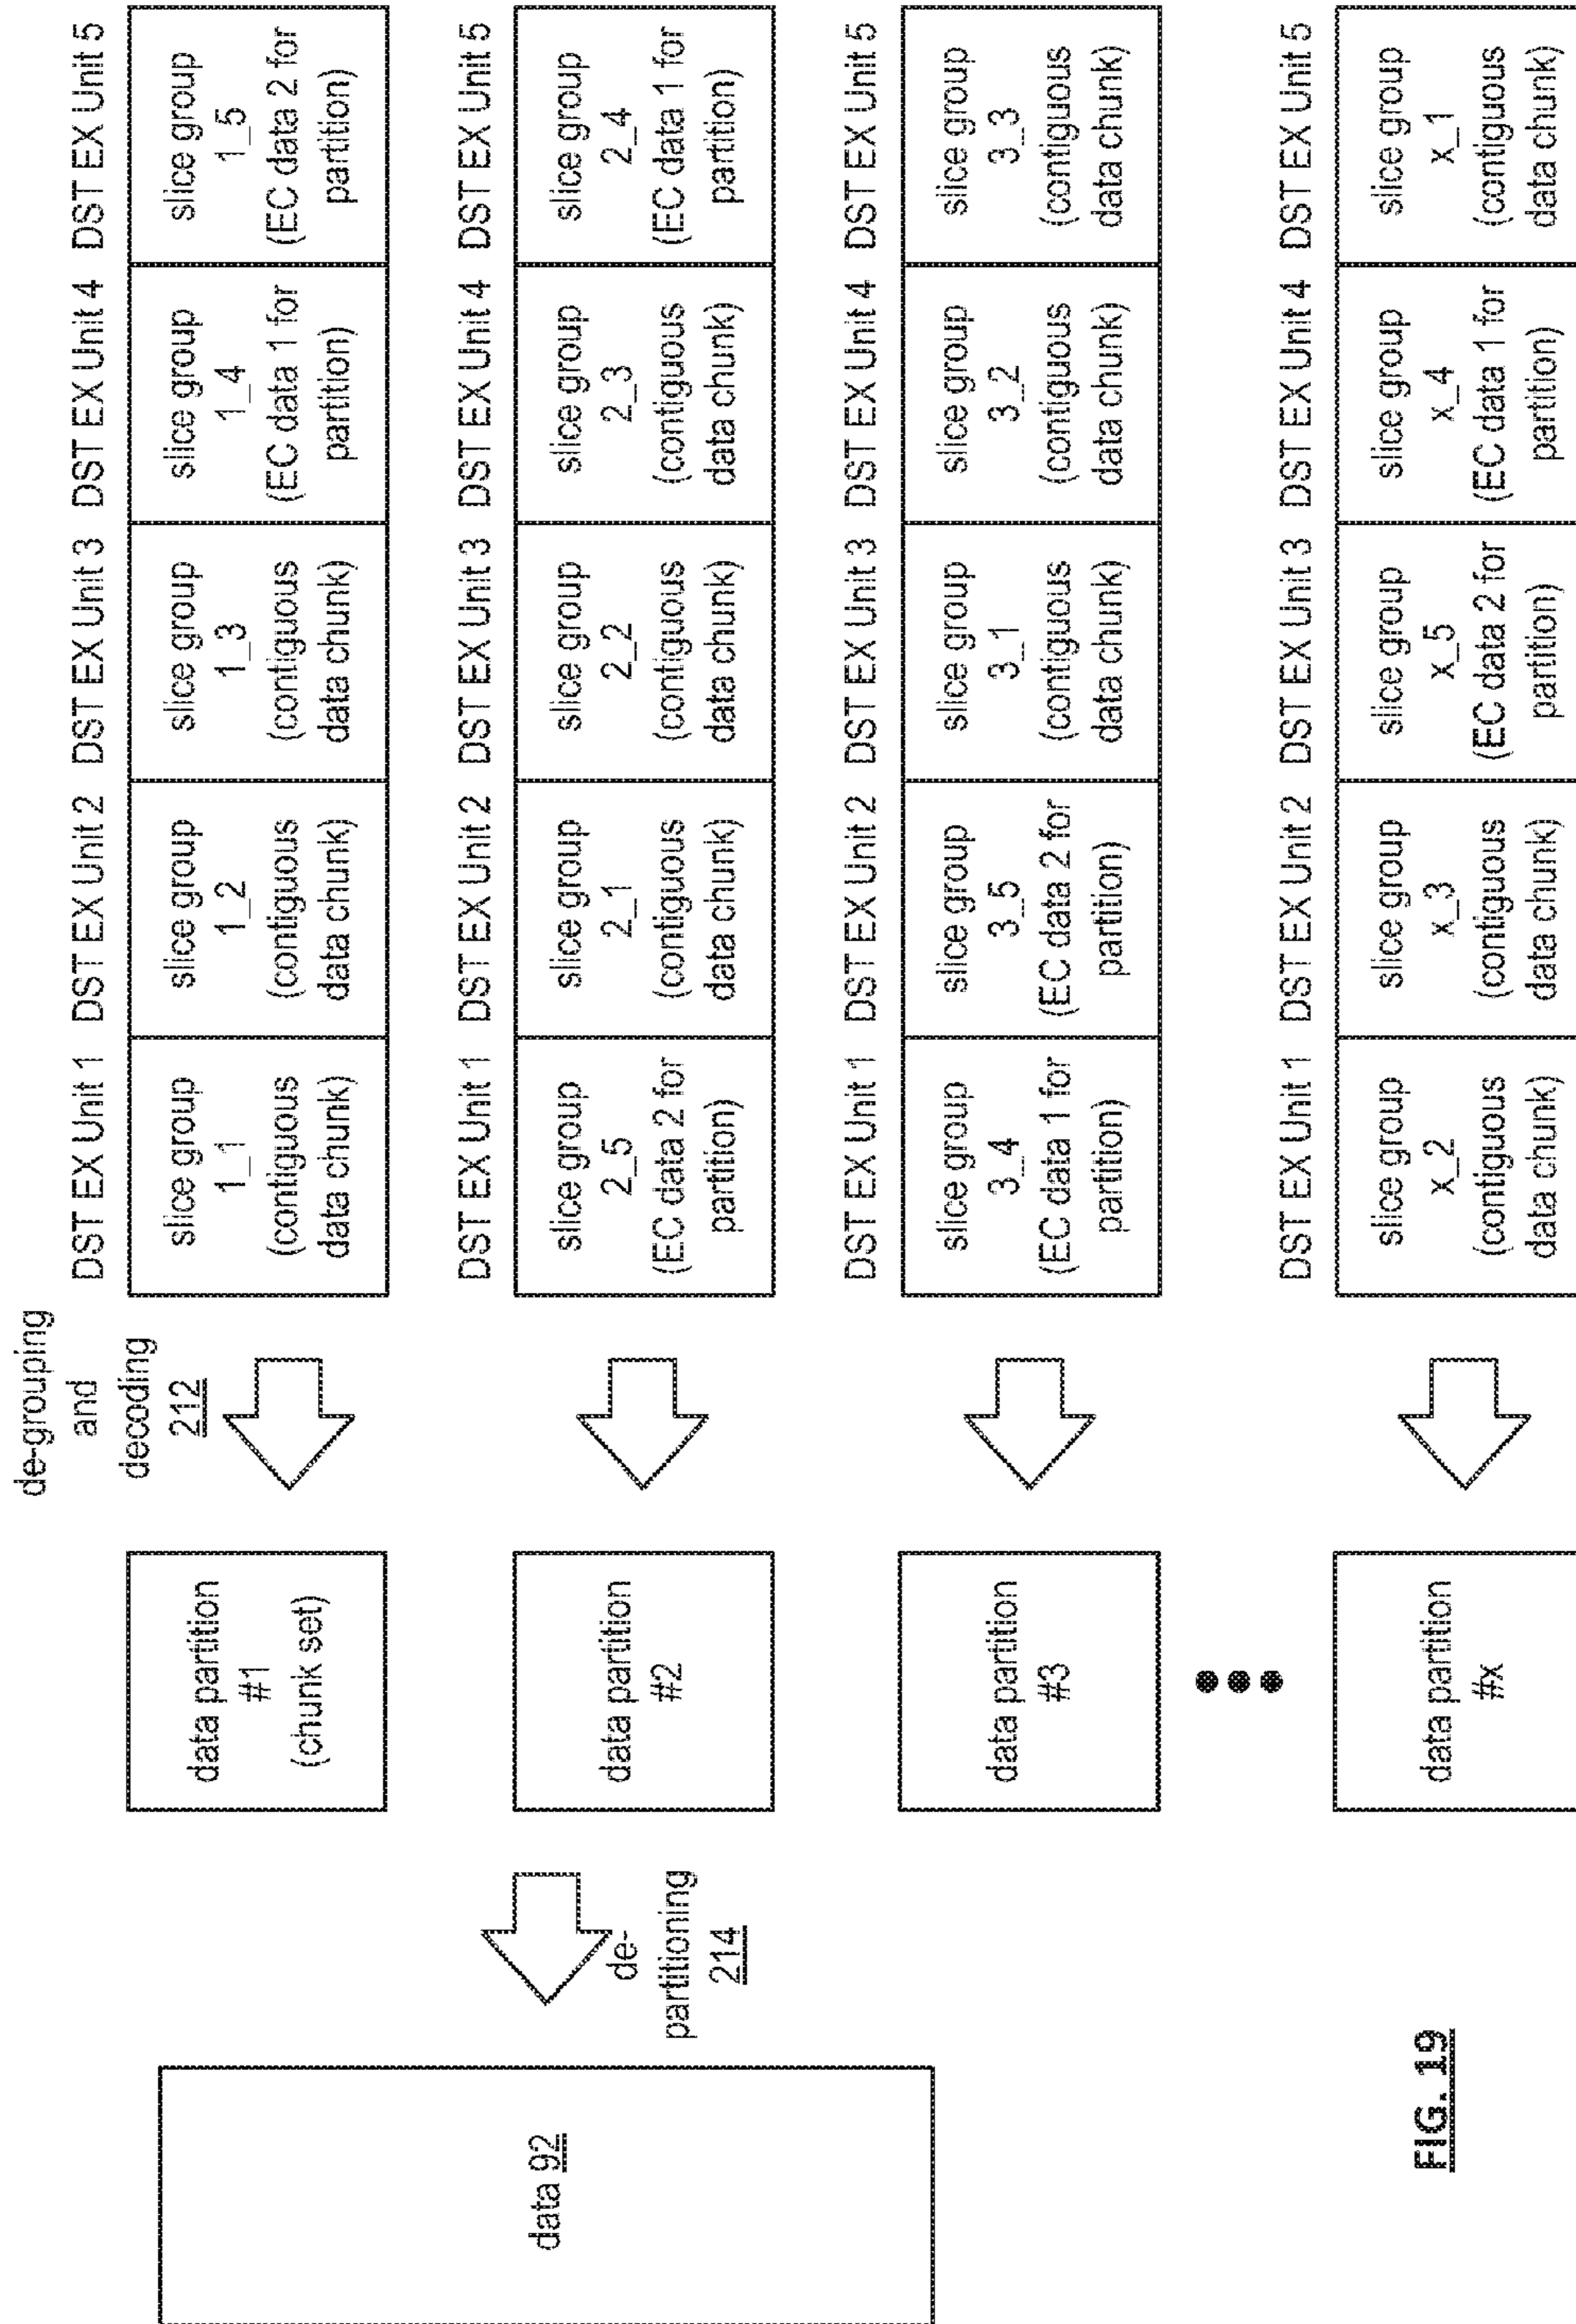 de-grouping
and
decoding
212
DST EX Unit 1 DST EX Unit 2 DST EX Unit 3 DST EX Unit 4 DST EX Unit 5
data partition
#1
(chunk set)
slice group
1_1
(contiguous
data chunk)
slice group
1_2
(contiguous
data chunk)
slice group
1_3
(contiguous
data chunk)
slice group
1_4
(EC data 1 for
partition)
slice group
1_5
(EC data 2 for
partition)
data 92
de-
partitioning
214
DST EX Unit 1 DST EX Unit 2 DST EX Unit 3 DST EX Unit 4 DST EX Unit 5
data partition
#2
slice group
2_5
(EC data 2 for
partition)
slice group
2_1
(contiguous
data chunk)
slice group
2_2
(contiguous
data chunk)
slice group
2_3
(contiguous
data chunk)
slice group
2_4
(EC data 1 for
partition)
DST EX Unit 1 DST EX Unit 2 DST EX Unit 3 DST EX Unit 4 DST EX Unit 5
data partition
#3
slice group
3_4
(EC data 1 for
partition)
slice group
3_5
(EC data 2 for
partition)
slice group
3_1
(contiguous
data chunk)
slice group
3_2
(contiguous
data chunk)
slice group
3_3
(contiguous
data chunk)
DST EX Unit 1 DST EX Unit 2 DST EX Unit 3 DST EX Unit 4 DST EX Unit 5
data partition
#x
slice group
x_2
(contiguous
data chunk)
slice group
x_3
(contiguous
data chunk)
slice group
x_5
(EC data 2 for
partition)
slice group
x_4
(EC data 1 for
partition)
slice group
x_1
(contiguous
data chunk)
FIG. 19